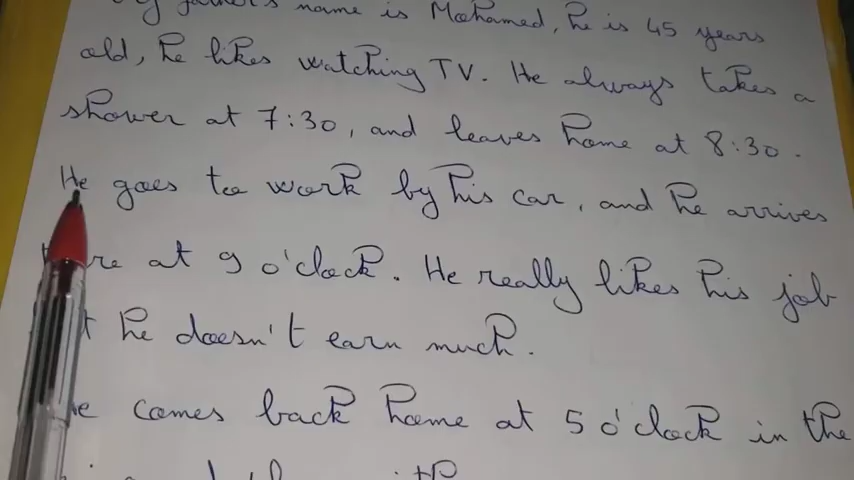 father's name is Mohamed, he is 45 years
old, he likes watching TV. He always takes a
shower at 7:30, and leaves home at 8:30.
He goes to work by his car, and he arrives
at 9 o'clock. He really likes his job
he doesn't earn much.
comes back home at 5 o'clock in the